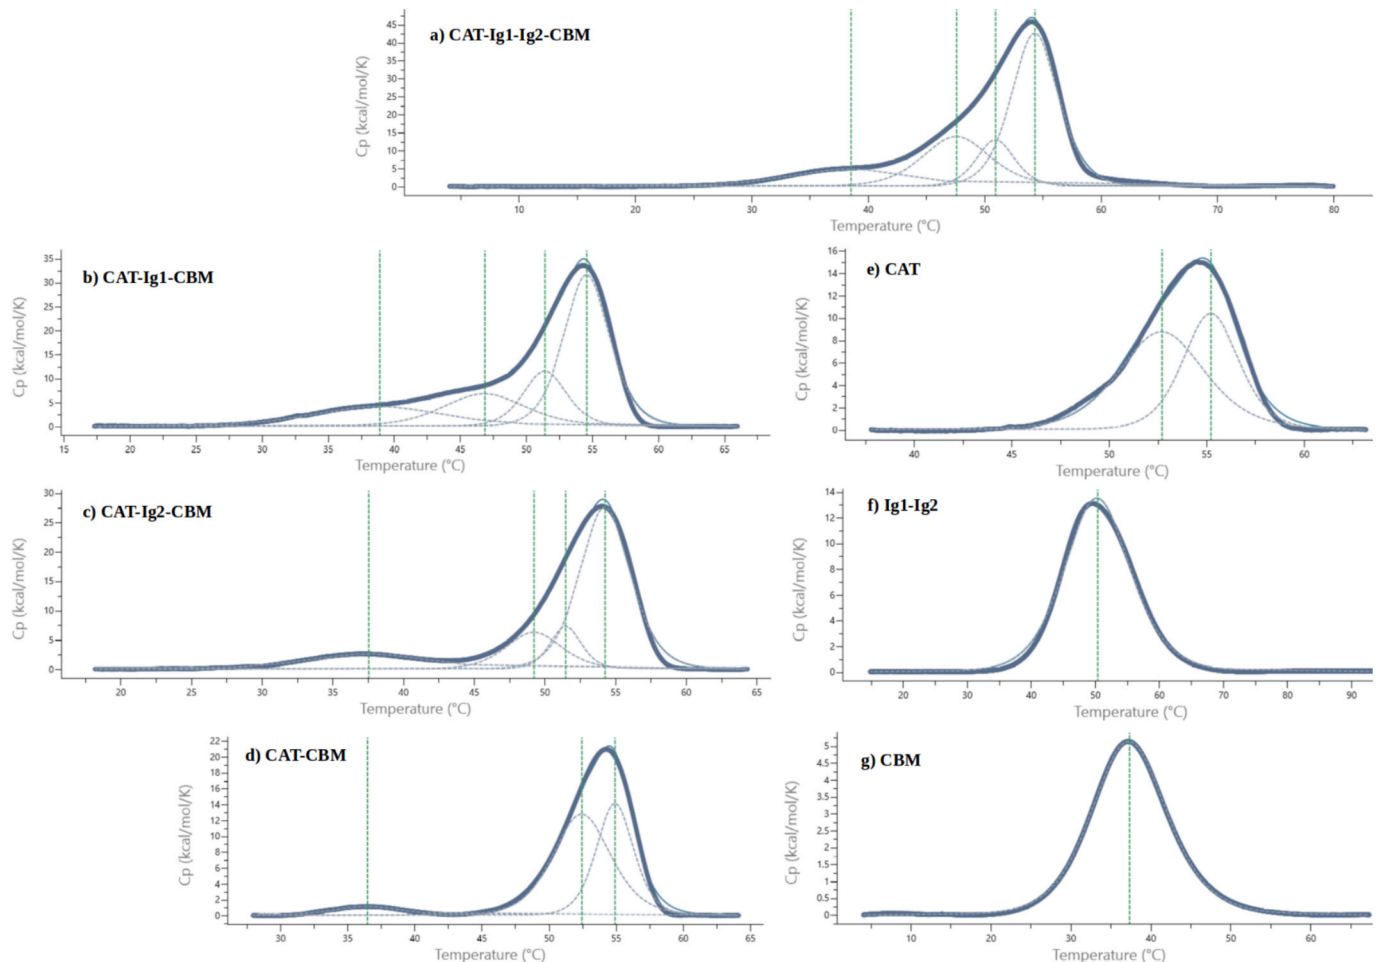 a) CAT-Ig1-Ig2-CBM
Cp (kcal/mol/K)
45
40
35
30
25
20
15
10
5
0
10 20 30 40 50 60 70 80
Temperature (°C)
b) CAT-Ig1-CBM
Cp (kcal/mol/K)
35
30
25
20
15
10
5
0
15 20 25 30 35 40 45 50 55 60 65
Temperature (°C)
e) CAT
Cp (kcal/mol/K)
16
14
12
10
8
6
4
2
0
40 45 50 55 60
Temperature (°C)
c) CAT-Ig2-CBM
Cp (kcal/mol/K)
30
25
20
15
10
5
0
20 25 30 35 40 45 50 55 60 65
Temperature (°C)
f) Ig1-Ig2
Cp (kcal/mol/K)
14
12
10
8
6
4
2
0
20 30 40 50 60 70 80 90
Temperature (°C)
d) CAT-CBM
Cp (kcal/mol/K)
22
20
18
16
14
12
10
8
6
4
2
0
30 35 40 45 50 55 60 65
Temperature (°C)
g) CBM
Cp (kcal/mol/K)
5
4.5
4
3.5
3
2.5
2
1.5
1
0.5
0
10 20 30 40 50 60
Temperature (°C)